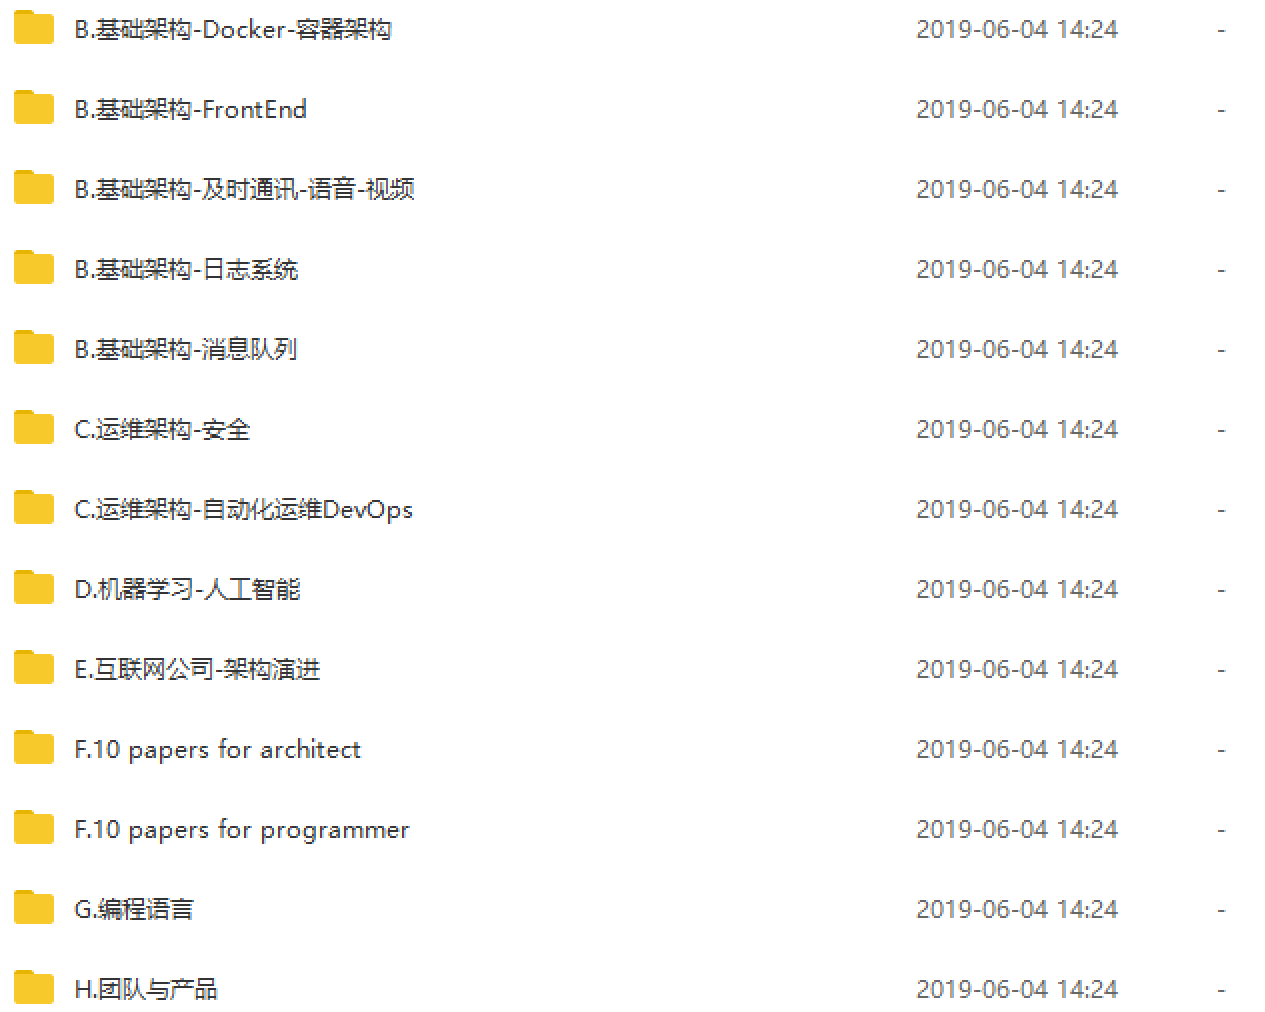 B.基础架构-Docker-容器架构 2019-06-04 14:24 -
B.基础架构-FrontEnd 2019-06-04 14:24 -
B.基础架构-及时通讯-语音-视频 2019-06-04 14:24 -
B.基础架构-日志系统 2019-06-04 14:24 -
B.基础架构-消息队列 2019-06-04 14:24 -
C.运维架构-安全 2019-06-04 14:24 -
C.运维架构-自动化运维DevOps 2019-06-04 14:24 -
D.机器学习-人工智能 2019-06-04 14:24 -
E.互联网公司-架构演进 2019-06-04 14:24 -
F.10 papers for architect 2019-06-04 14:24 -
F.10 papers for programmer 2019-06-04 14:24 -
G.编程语言 2019-06-04 14:24 -
H.团队与产品 2019-06-04 14:24 -